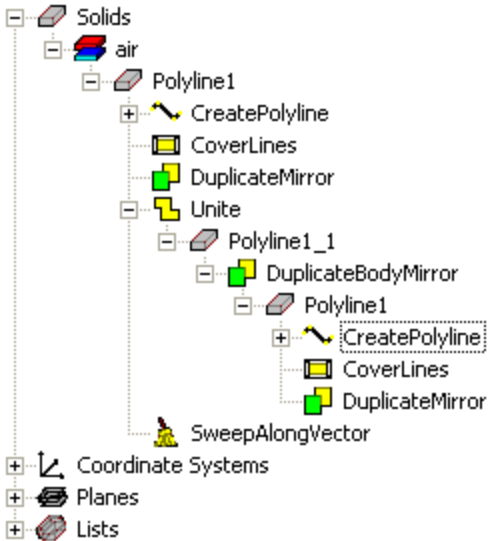 Solids
air
Polyline1
CreatePolyline
CoverLines
DuplicateMirror
Unite
Polyline1_1
DuplicateBodyMirror
Polyline1
CreatePolyline
CoverLines
DuplicateMirror
SweepAlongVector
Coordinate Systems
Planes
Lists